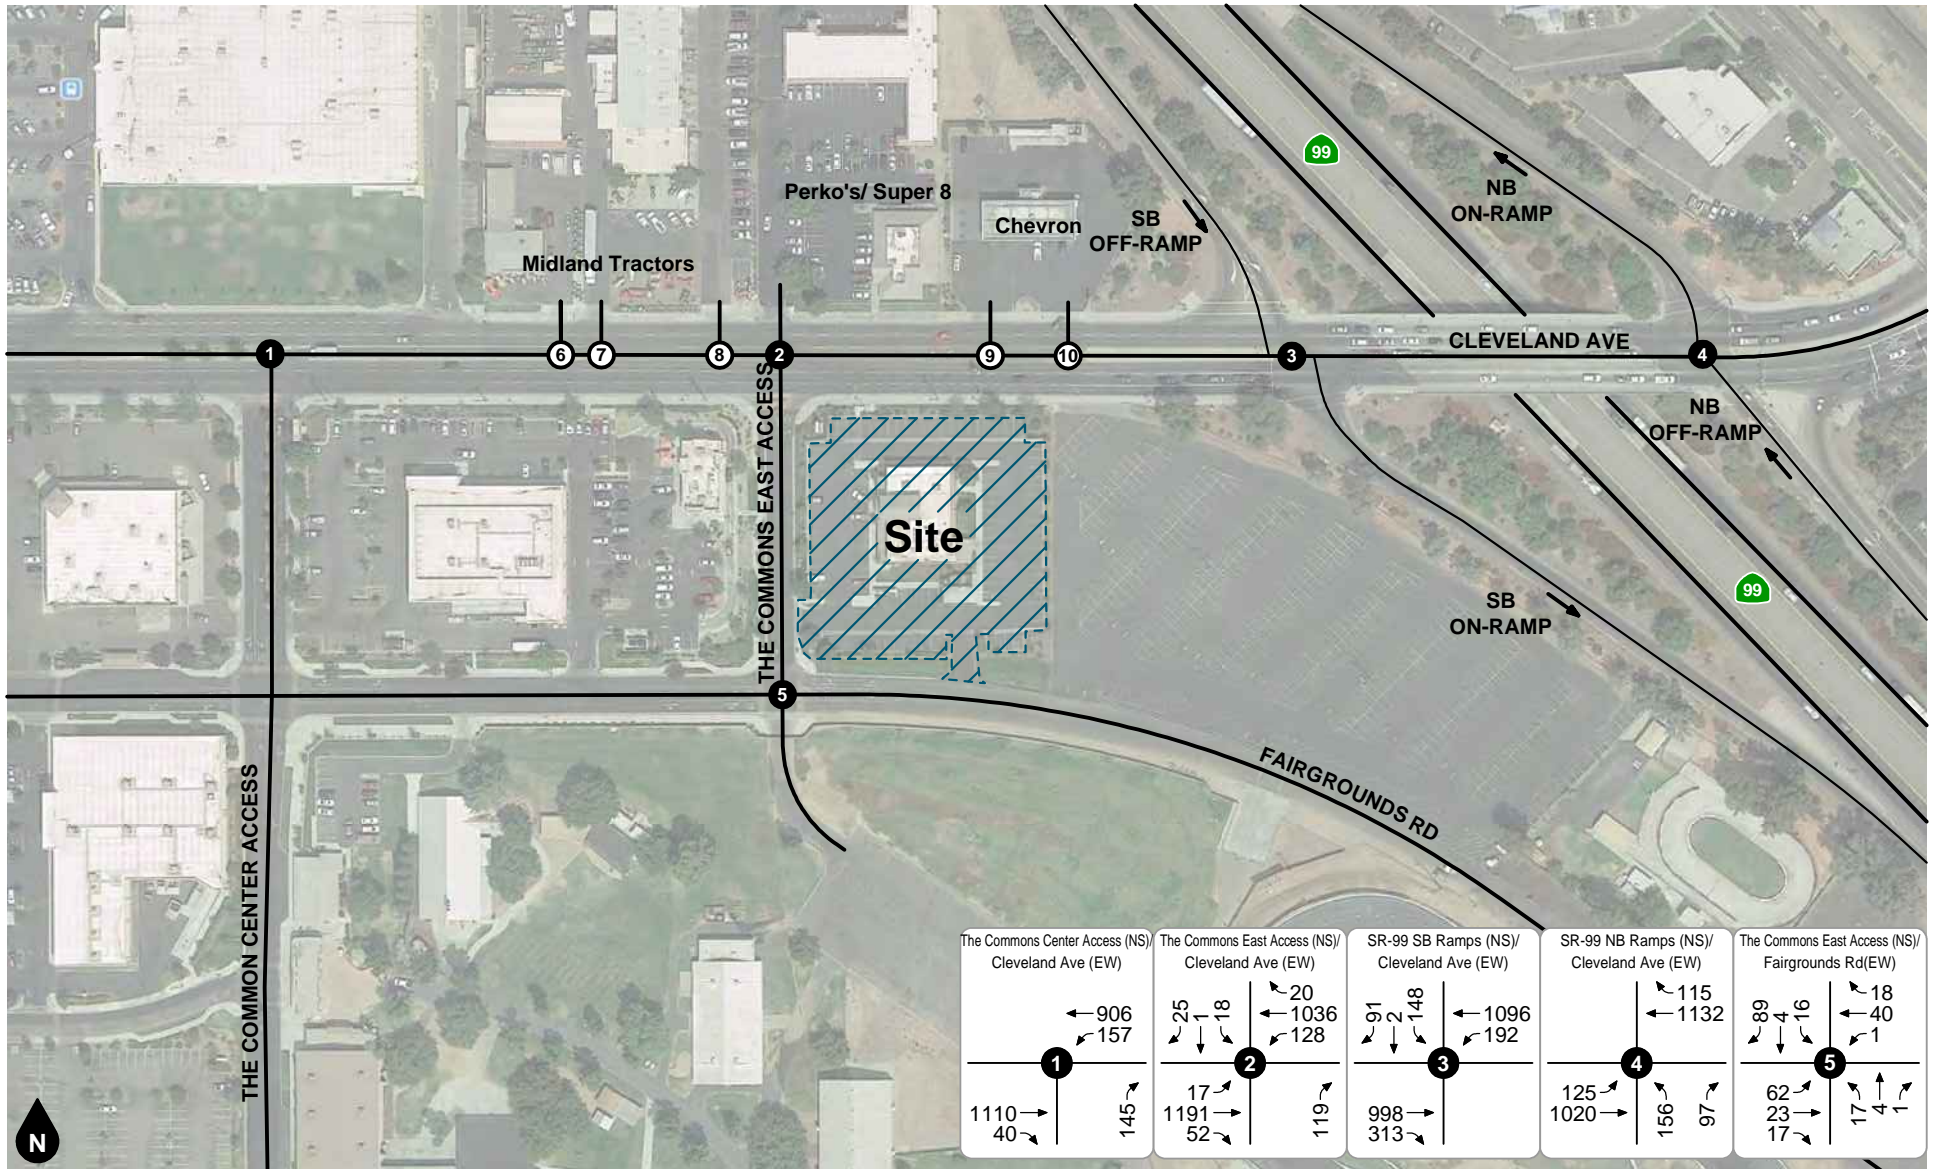 99
NB
ON-RAMP
Perko's/ Super 8
SB
OFF-RAMP
Chevron
Midland Tractors
CLEVELAND AVE
1
6
7
8
2
9
10
3
4
THE COMMONS EAST ACCESS
NB
OFF-RAMP
Site
99
SB
ON-RAMP
5
FAIRGROUNDS RD
THE COMMON CENTER ACCESS
N
The Commons Center Access (NS)/
Cleveland Ave (EW)
906
157
1
1110
40
145
The Commons East Access (NS)/
Cleveland Ave (EW)
25
1
18
20
1036
128
2
17
1191
52
119
SR-99 SB Ramps (NS)/
Cleveland Ave (EW)
91
2
148
1096
192
3
998
313
SR-99 NB Ramps (NS)/
Cleveland Ave (EW)
115
1132
4
125
1020
156
97
The Commons East Access (NS)/
Fairgrounds Rd(EW)
89
4
16
18
40
1
5
62
23
17
17
4
1